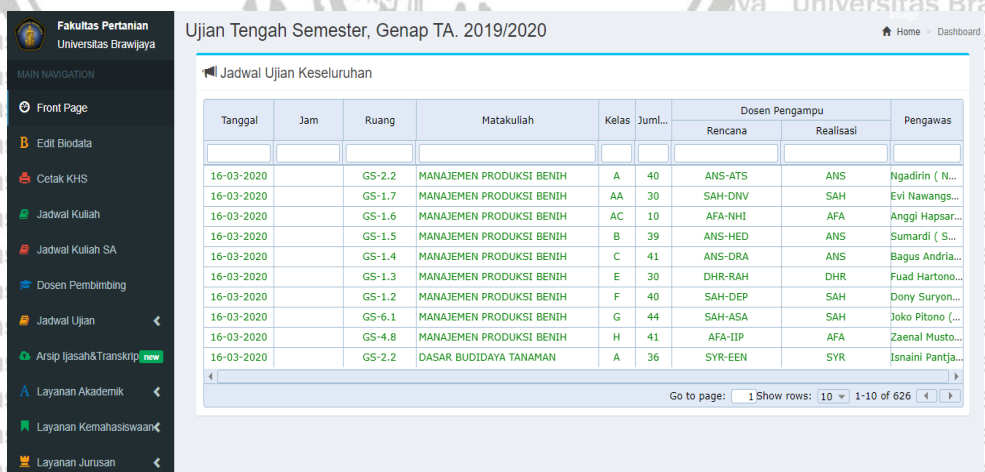 Universitas Bra
Fakultas Pertanian
Universitas Brawijaya
Ujian Tengah Semester, Genap TA. 2019/2020
Home > Dashboard
MAIN NAVIGATION
Front Page
Edit Biodata
Cetak KHS
Jadwal Kuliah
Jadwal Kuliah SA
Dosen Pembimbing
Jadwal Ujian
Arsip Ijasah&Transkrip new
Layanan Akademik
Layanan Kemahasiswaan
Layanan Jurusan
Jadwal Ujian Keseluruhan
Tanggal Jam Ruang Matakuliah Kelas Juml... Dosen Pengampu Pengawas
Rencana Realisasi
16-03-2020 GS-2.2 MANAJEMEN PRODUKSI BENIH A 40 ANS-ATS ANS Ngadirin ( N...
16-03-2020 GS-1.7 MANAJEMEN PRODUKSI BENIH AA 30 SAH-DNV SAH Evi Nawangs...
16-03-2020 GS-1.6 MANAJEMEN PRODUKSI BENIH AC 10 AFA-NHI AFA Anggi Hapsar...
16-03-2020 GS-1.5 MANAJEMEN PRODUKSI BENIH B 39 ANS-HED ANS Sumardi ( S...
16-03-2020 GS-1.4 MANAJEMEN PRODUKSI BENIH C 41 ANS-DRA ANS Bagus Andria...
16-03-2020 GS-1.3 MANAJEMEN PRODUKSI BENIH E 30 DHR-RAH DHR Fuad Hartono...
16-03-2020 GS-1.2 MANAJEMEN PRODUKSI BENIH F 40 SAH-DEP SAH Dony Suryon...
16-03-2020 GS-6.1 MANAJEMEN PRODUKSI BENIH G 44 SAH-ASA SAH Joko Pitono (...
16-03-2020 GS-4.8 MANAJEMEN PRODUKSI BENIH H 41 AFA-IIP AFA Zaenal Musto...
16-03-2020 GS-2.2 DASAR BUDIDAYA TANAMAN A 36 SYR-EEN SYR Isnaini Pantja...
Go to page: 1 Show rows: 10 1-10 of 626